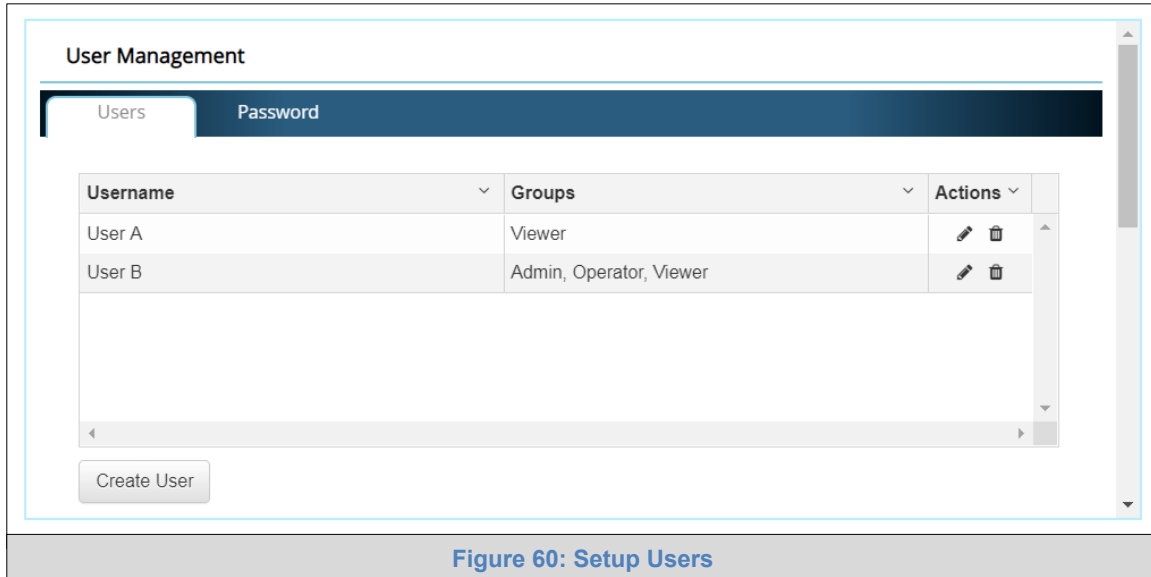 User Management
Users Password
Username Groups Actions
User A Viewer
User B Admin, Operator, Viewer
Create User
Figure 60: Setup Users